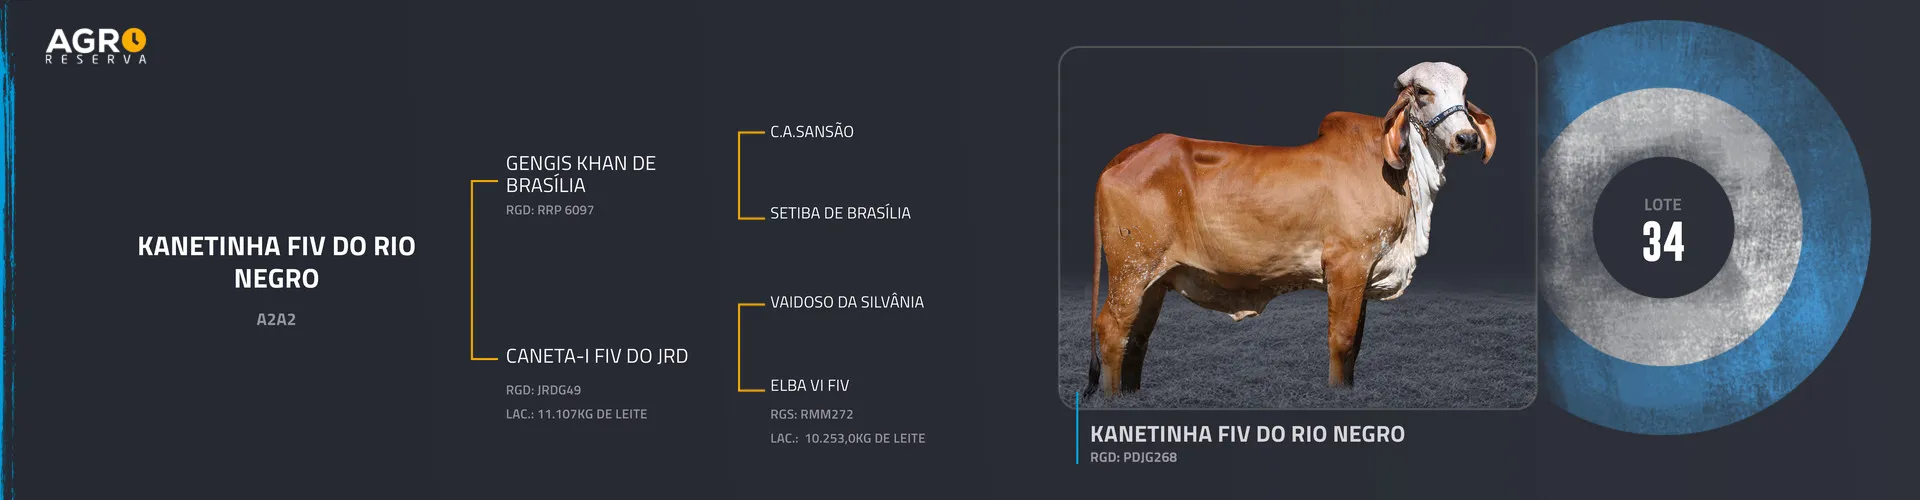 AGRO
RESERVA
KANETINHA FIV DO RIO
NEGRO
A2A2
GENGIS KHAN DE
BRASÍLIA
RGD: RRP 6097
CANETA-I FIV DO JRD
RGD: JRDG49
LAC.: 11.107KG DE LEITE
C.A.SANSÃO
SETIBA DE BRASÍLIA
VAIDOSO DA SILVÂNIA
ELBA VI FIV
RGS: RMM272
LAC.: 10.253,0KG DE LEITE
KANETINHA FIV DO RIO NEGRO
RGD: PDJG268
LOTE
34